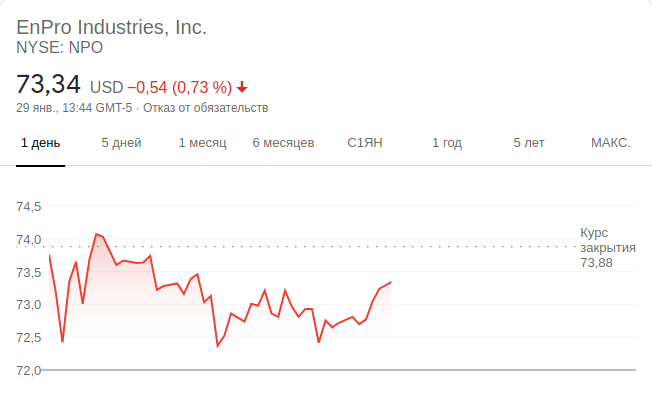 EnPro Industries, Inc.
NYSE: NPO
73,34 USD −0,54 (0,73 %)
29 янв., 13:44 GMT-5 · Отказ от обязательств
1 день 5 дней 1 месяц 6 месяцев С1ЯН 1 год 5 лет МАКС.
74,5
74,0
Курс
закрытия
73,88
73,5
73,0
72,5
72,0